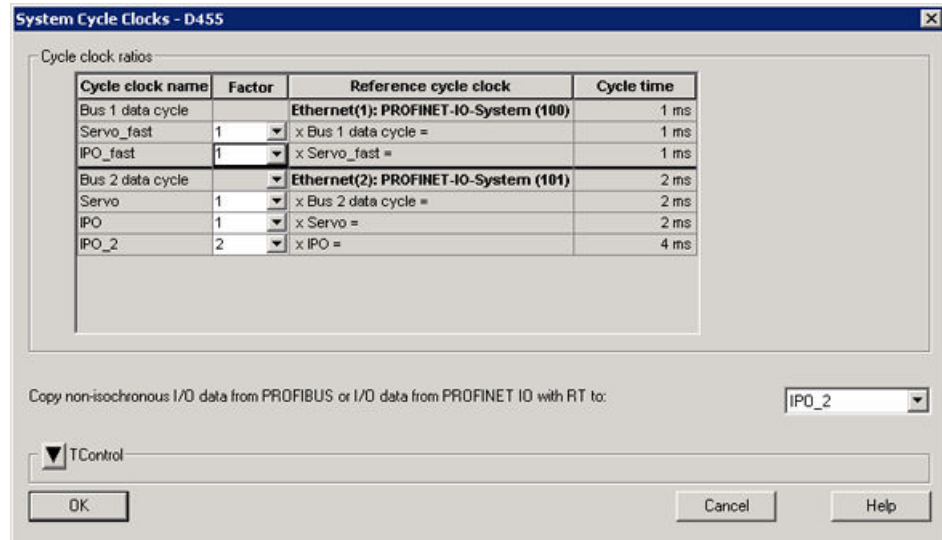 System Cycle Clocks - D455
Cycle clock ratios
Cycle clock name Factor Reference cycle clock Cycle time
Bus 1 data cycle Ethernet(1): PROFINET-IO-System (100) 1 ms
Servo_fast 1 x Bus 1 data cycle = 1 ms
IPO_fast 1 x Servo_fast = 1 ms
Bus 2 data cycle Ethernet(2): PROFINET-IO-System (101) 2 ms
Servo 1 x Bus 2 data cycle = 2 ms
IPO 1 x Servo = 2 ms
IPO_2 2 x IPO = 4 ms
Copy non-isochronous I/O data from PROFIBUS or I/O data from PROFINET IO with RT to: IPO_2
TControl
OK Cancel Help